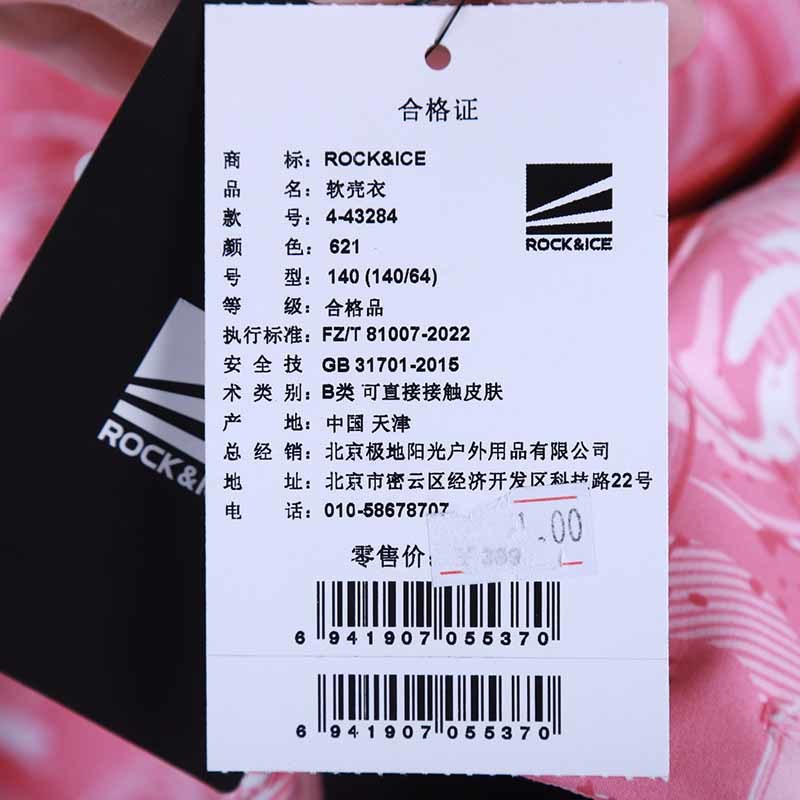 合格证
商 标：ROCK&ICE
品 名：软壳衣
款 号：4-43284
颜 色：621
号 型：140 (140/64)
等 级：合格品
执行标准：FZ/T 81007-2022
安全技 GB 31701-2015
术类别：B类 可直接接触皮肤
产 地：中国 天津
总经销：北京极地阳光户外用品有限公司
地 址：北京市密云区经济开发区科技路22号
电 话：010-58678707
.00
零售价：
6 941907 055370
6 941907 055370
ROCK&ICE
ROCK&